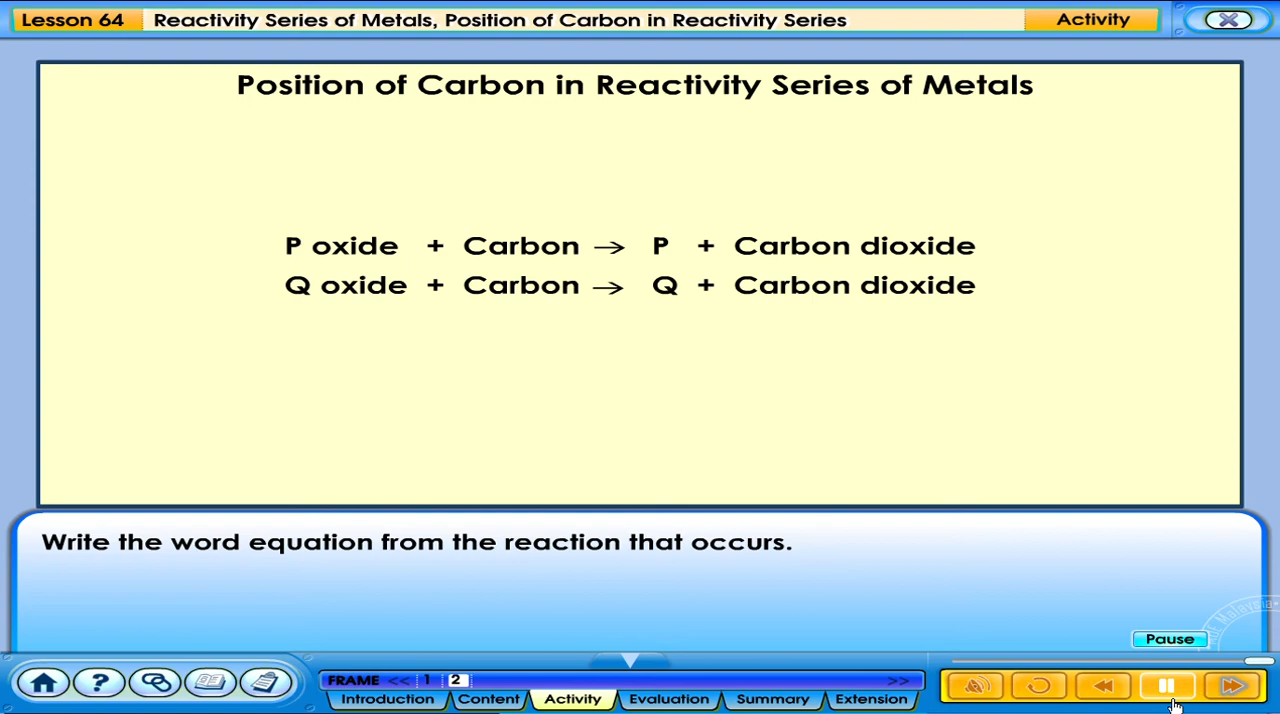 Lesson 64 Reactivity Series of Metals, Position of Carbon in Reactivity Series Activity
Position of Carbon in Reactivity Series of Metals
P oxide + Carbon → P + Carbon dioxide
Q oxide + Carbon → Q + Carbon dioxide
Write the word equation from the reaction that occurs.
Pause
FRAME << 1 2 >>
Introduction Content Activity Evaluation Summary Extension